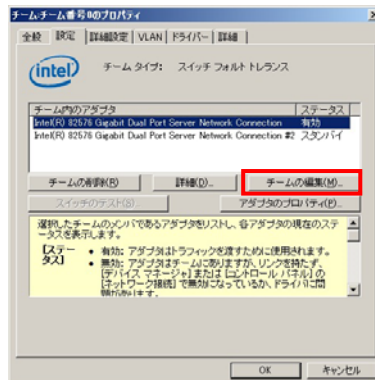 チーム:チーム番号0のプロパティ
全般 設定 詳細設定 VLAN ドライバー 詳細
intel
チーム タイプ: スイッチ フォルト トレランス
チーム内のアダプタ ステータス
Intel(R) 82576 Gigabit Dual Port Server Network Connection 有効
Intel(R) 82576 Gigabit Dual Port Server Network Connection #2 スタンバイ
チームの削除(R) 詳細(D)... チームの編集(M)...
スイッチのテスト(S)... アダプタのプロパティ(P)...
選択したチームのメンバであるアダプタをリストし、各アダプタの現在のステ
ータスを表示します。
[ステー
タス]
• 有効: アダプタはトラフィックを渡すために使用されます。
• 無効: アダプタはチームにありますが、リンクを持たず、
[デバイス マネージャ] または [コントロール パネル] の
[ネットワーク接続] で無効になっているか、ドライバに問
題があります。
OK キャンセル